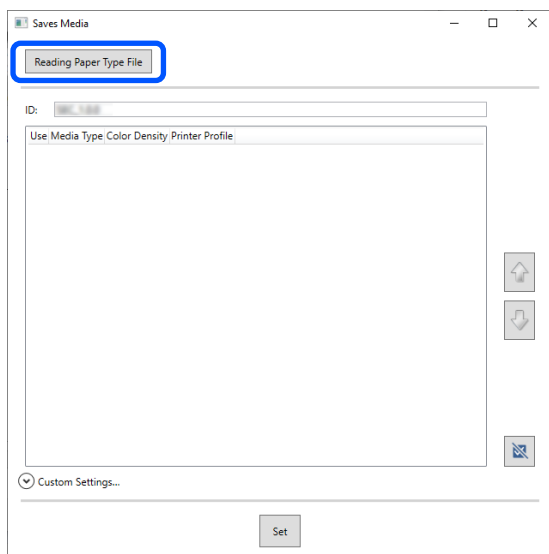 Saves Media
Reading Paper Type File
ID:
Use Media Type Color Density Printer Profile
Custom Settings...
Set